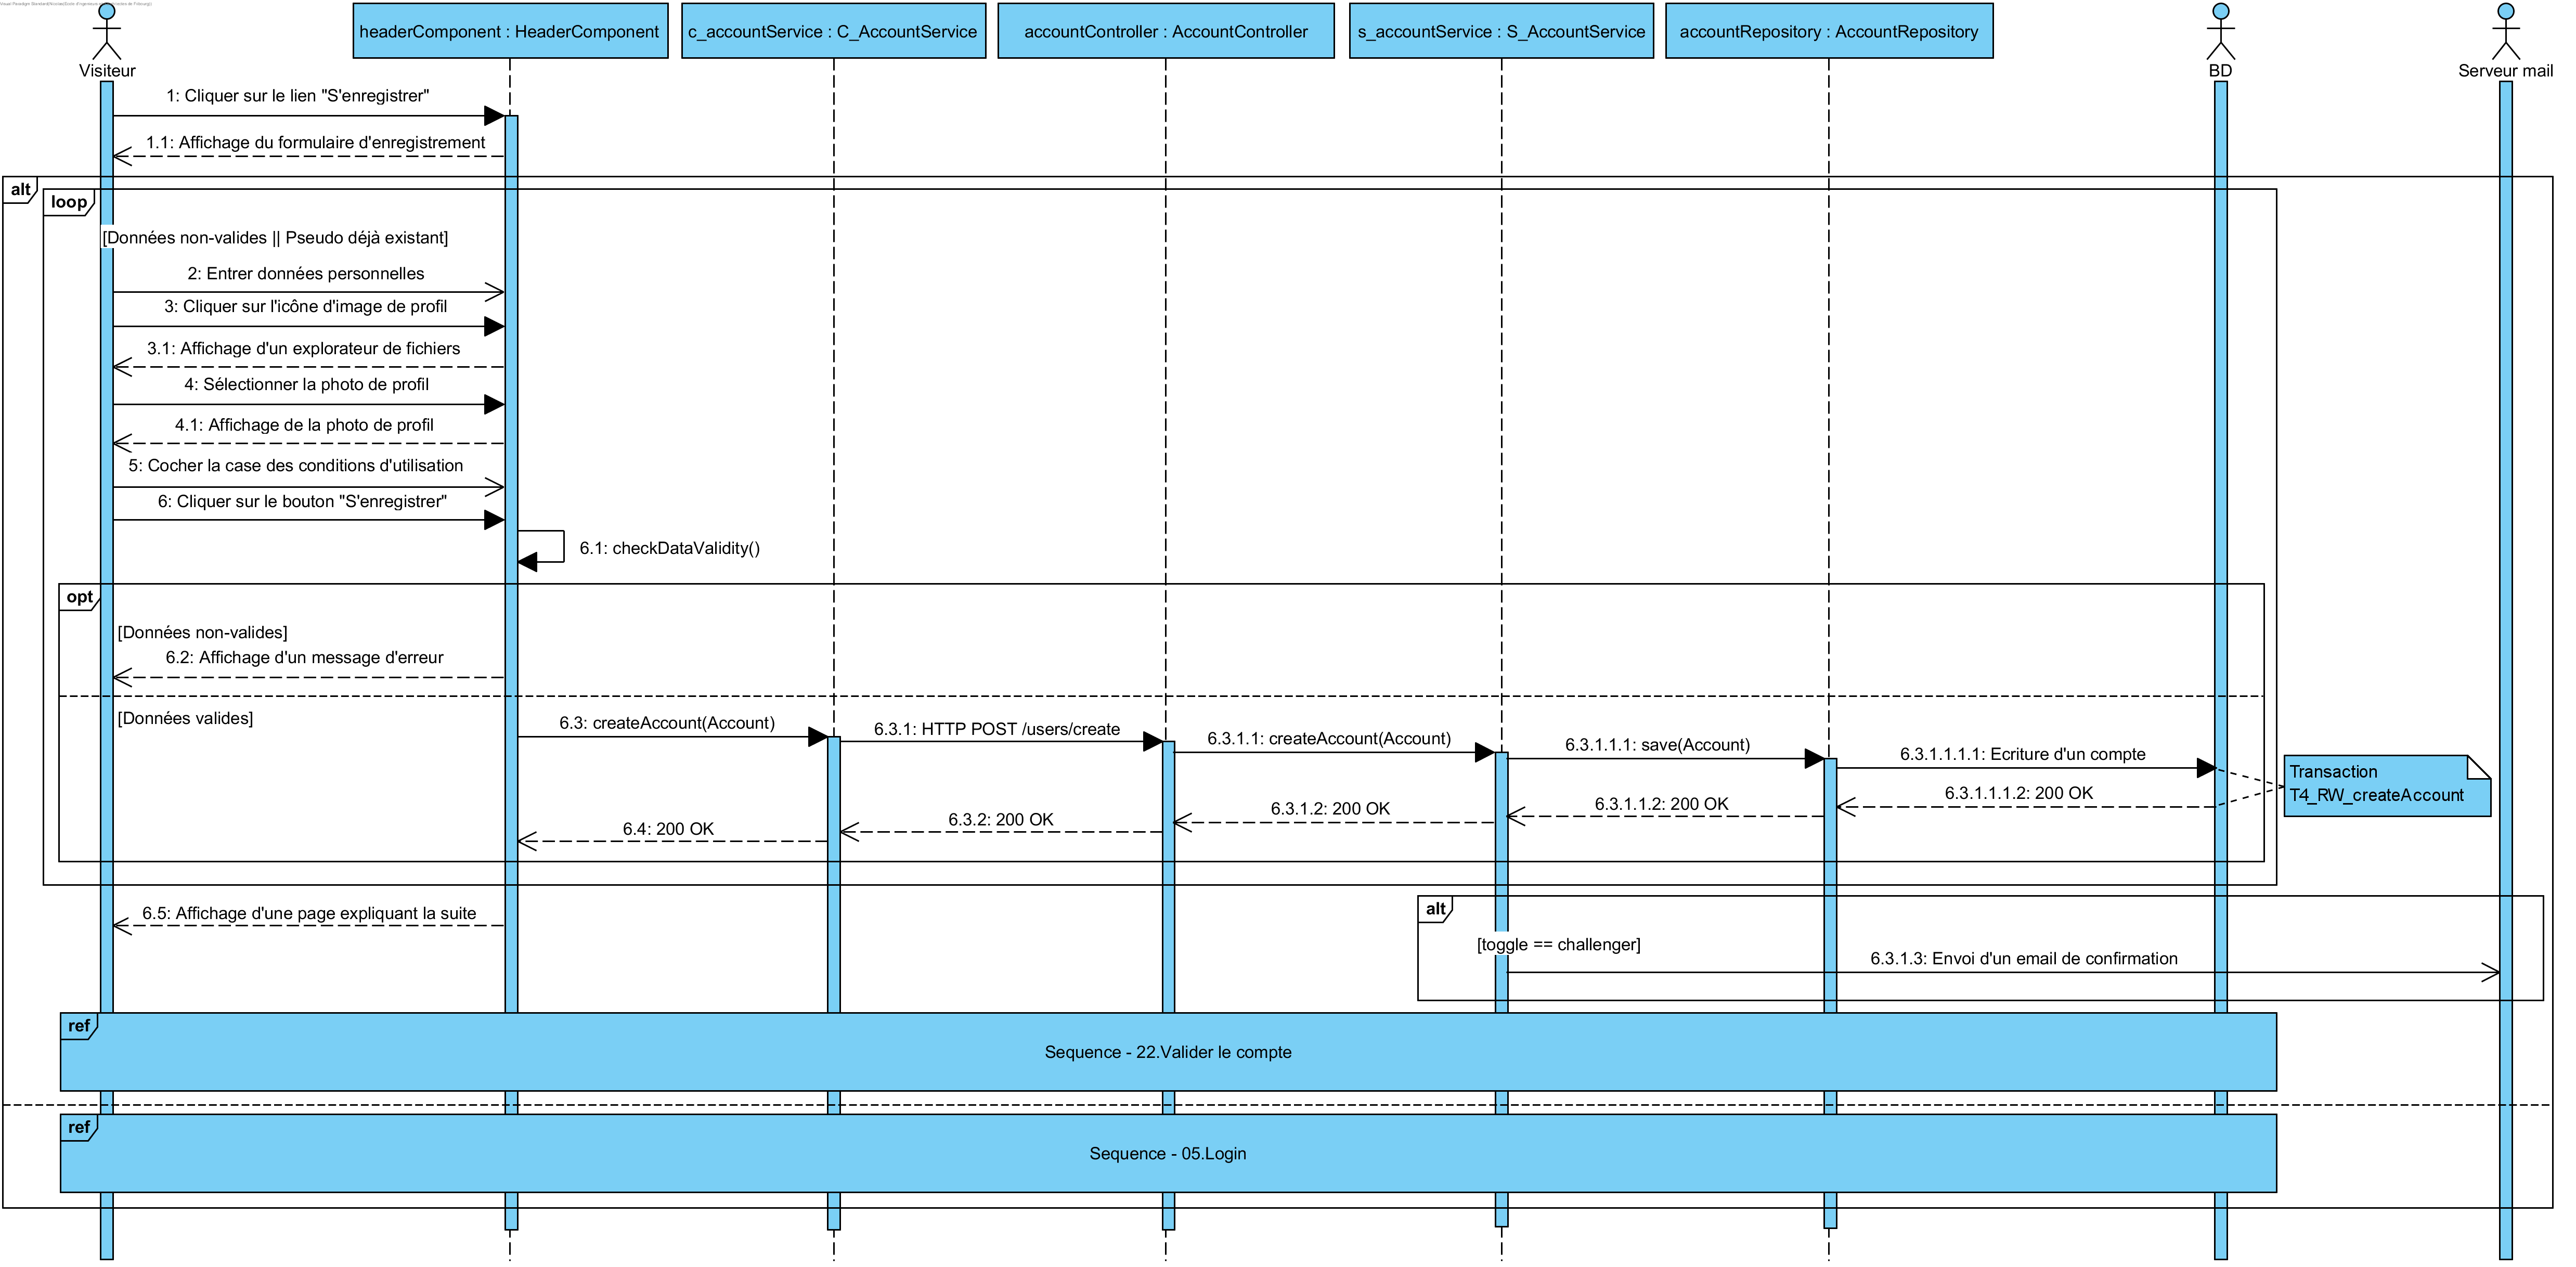 Visiteur
headerComponent : HeaderComponent
c_accountService : C_AccountService
accountController : AccountController
s_accountService : S_AccountService
accountRepository : AccountRepository
BD
Serveur mail
1: Cliquer sur le lien "S'enregistrer"
1.1: Affichage du formulaire d'enregistrement
alt
loop
[Données non-valides || Pseudo déjà existant]
2: Entrer données personnelles
3: Cliquer sur l'icône d'image de profil
3.1: Affichage d'un explorateur de fichiers
4: Sélectionner la photo de profil
4.1: Affichage de la photo de profil
5: Cocher la case des conditions d'utilisation
6: Cliquer sur le bouton "S'enregistrer"
6.1: checkDataValidity()
opt
[Données non-valides]
6.2: Affichage d'un message d'erreur
[Données valides]
6.3: createAccount(Account)
6.3.1: HTTP POST /users/create
6.3.1.1: createAccount(Account)
6.3.1.1.1: save(Account)
6.3.1.1.1.1: Ecriture d'un compte
Transaction
T4_RW_createAccount
6.3.1.1.1.2: 200 OK
6.3.1.1.2: 200 OK
6.3.1.2: 200 OK
6.3.2: 200 OK
6.4: 200 OK
6.5: Affichage d'une page expliquant la suite
alt
[toggle == challenger]
6.3.1.3: Envoi d'un email de confirmation
ref
Sequence - 22.Valider le compte
ref
Sequence - 05.Login